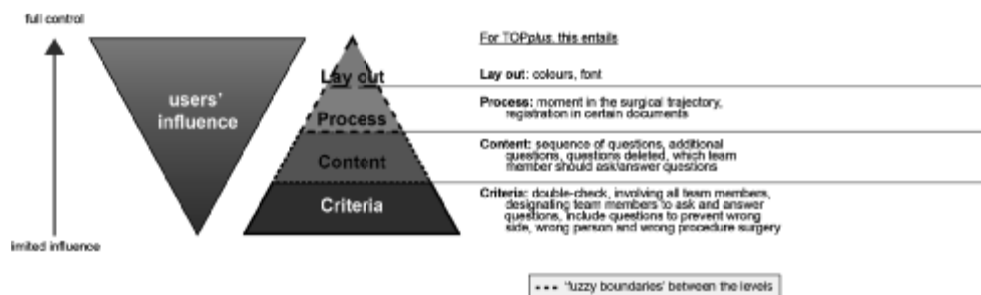 full control
For TOPplus, this entails
Lay out
Lay out: colours, font
users'
influence
Process: moment in the surgical trajectory,
registration in certain documents
Process
Content: sequence of questions, additional
questions, questions deleted, which team
member should ask/answer questions
Content
Criteria: double-check, involving all team members,
designating team members to ask and answer
questions, include questions to prevent wrong
side, wrong person and wrong procedure surgery
Criteria
imited influence
'fuzzy boundaries' between the levels